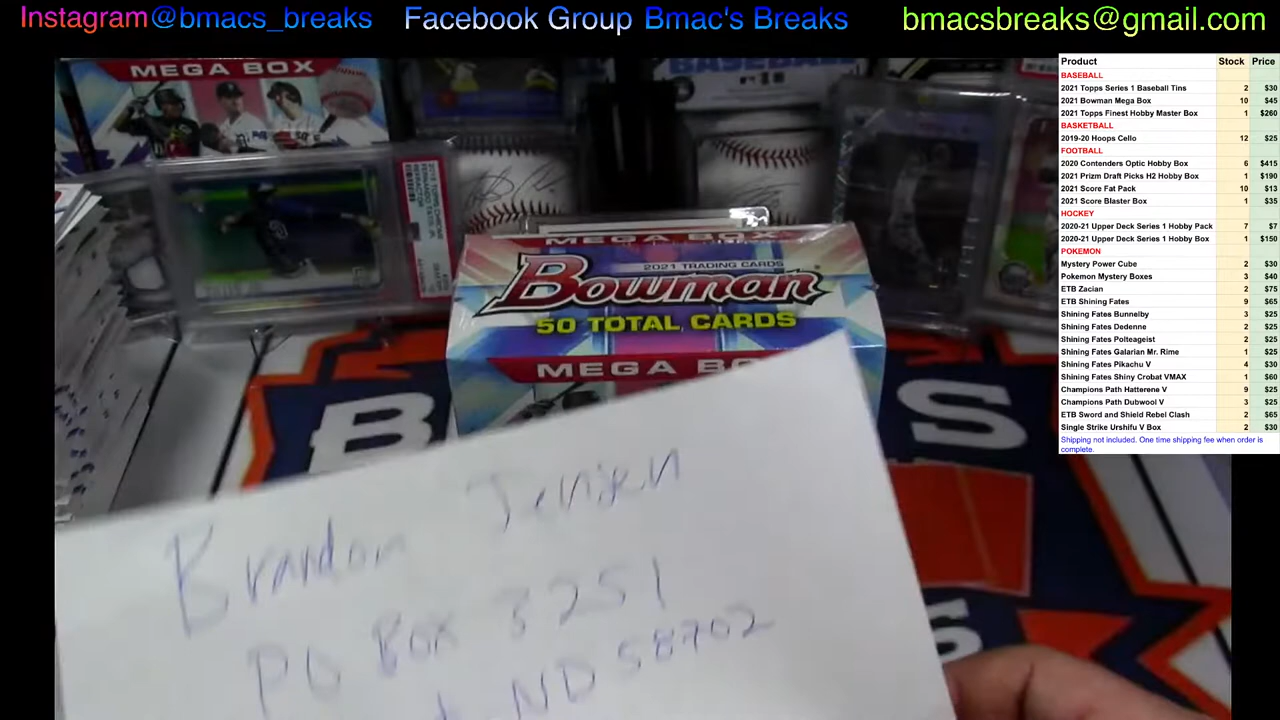 Instagram@bmacs_breaks Facebook Group Bmac's Breaks bmacsbreaks@gmail.com
Product Stock Price
BASEBALL
2021 Topps Series 1 Baseball Tins 2 $30
2021 Bowman Mega Box 10 $45
2021 Topps Finest Hobby Master Box 1 $260
BASKETBALL
2019-20 Hoops Cello 12 $25
FOOTBALL
2020 Contenders Optic Hobby Box 6 $415
2021 Prizm Draft Picks H2 Hobby Box 1 $190
2021 Score Fat Pack 10 $13
2021 Score Blaster Box 1 $35
HOCKEY
2020-21 Upper Deck Series 1 Hobby Pack 7 $7
2020-21 Upper Deck Series 1 Hobby Box 1 $150
POKEMON
Mystery Power Cube 2 $30
Pokemon Mystery Boxes 3 $40
ETB Zacian 2 $75
ETB Shining Fates 9 $65
Shining Fates Bunnelby 3 $25
Shining Fates Dedenne 2 $25
Shining Fates Polteageist 2 $25
Shining Fates Galarian Mr. Rime 1 $25
Shining Fates Pikachu V 4 $30
Shining Fates Shiny Crobat VMAX 1 $60
Champions Path Hatterene V 9 $25
Champions Path Dubwool V 3 $25
ETB Sword and Shield Rebel Clash 2 $65
Single Strike Urshifu V Box 2 $30
Shipping not included. One time shipping fee when order is
complete.
MEGA BOX
BASEBALL
MEGA BOX
2021 TRADING CARDS
Bowman
50 TOTAL CARDS
MEGA BO
B S
Brandon Jensen
PO Box 3251
ND 58702